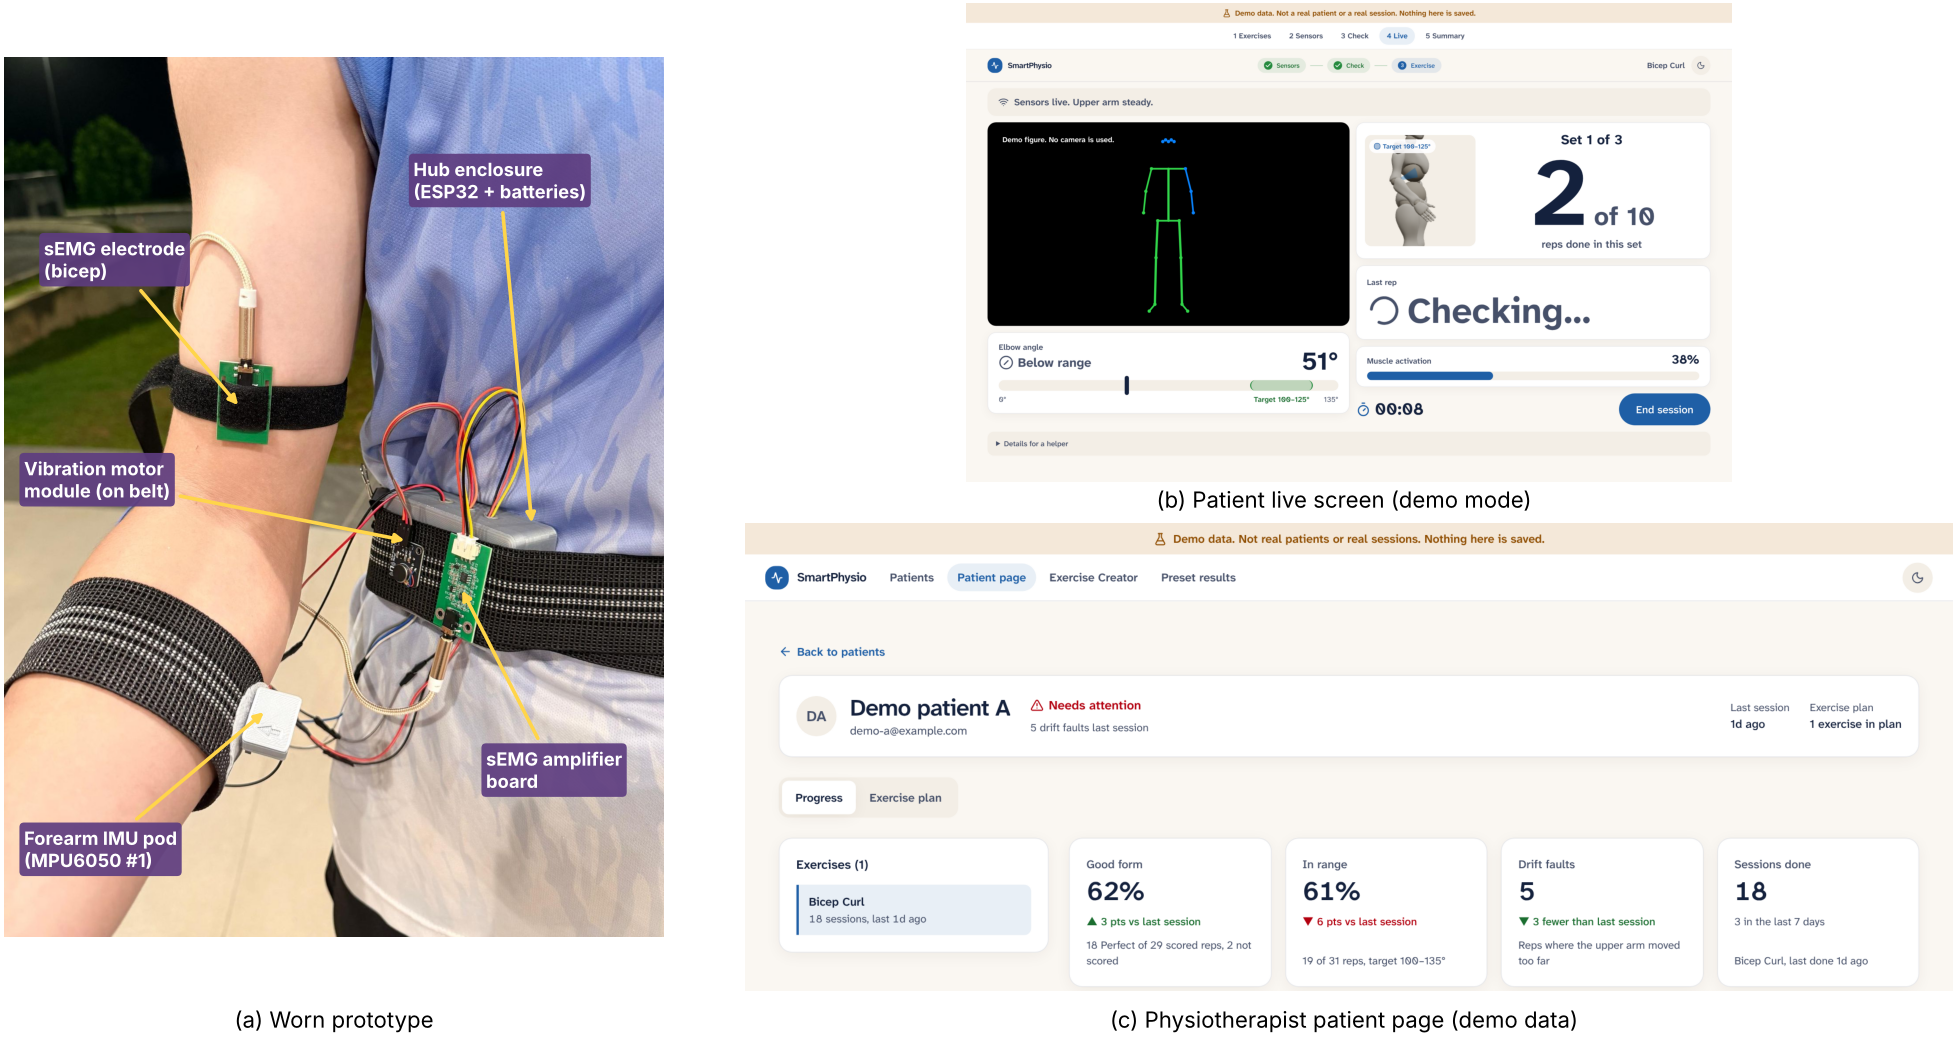 Hub enclosure
(ESP32 + batteries)
sEMG electrode
(bicep)
Vibration motor
module (on belt)
sEMG amplifier
board
Forearm IMU pod
(MPU6050 #1)
(a) Worn prototype
Demo data. Not a real patient or a real session. Nothing here is saved.
1 Exercises 2 Sensors 3 Check 4 Live 5 Summary
SmartPhysio
Sensors Check 3 Exercise
Bicep Curl
Sensors live. Upper arm steady.
Demo figure. No camera is used.
Target 100–125°
Set 1 of 3
2 of 10
reps done in this set
Last rep
Checking...
Elbow angle
Below range
51°
0° Target 100–125° 135°
Muscle activation 38%
00:08
End session
Details for a helper
(b) Patient live screen (demo mode)
Demo data. Not real patients or real sessions. Nothing here is saved.
SmartPhysio Patients Patient page Exercise Creator Preset results
← Back to patients
DA
Demo patient A
demo-a@example.com
Needs attention
5 drift faults last session
Last session
1d ago
Exercise plan
1 exercise in plan
Progress Exercise plan
Exercises (1)
Bicep Curl
18 sessions, last 1d ago
Good form
62%
▲ 3 pts vs last session
18 Perfect of 29 scored reps, 2 not
scored
In range
61%
▼ 6 pts vs last session
19 of 31 reps, target 100–135°
Drift faults
5
▼ 3 fewer than last session
Reps where the upper arm moved
too far
Sessions done
18
3 in the last 7 days
Bicep Curl, last done 1d ago
(c) Physiotherapist patient page (demo data)